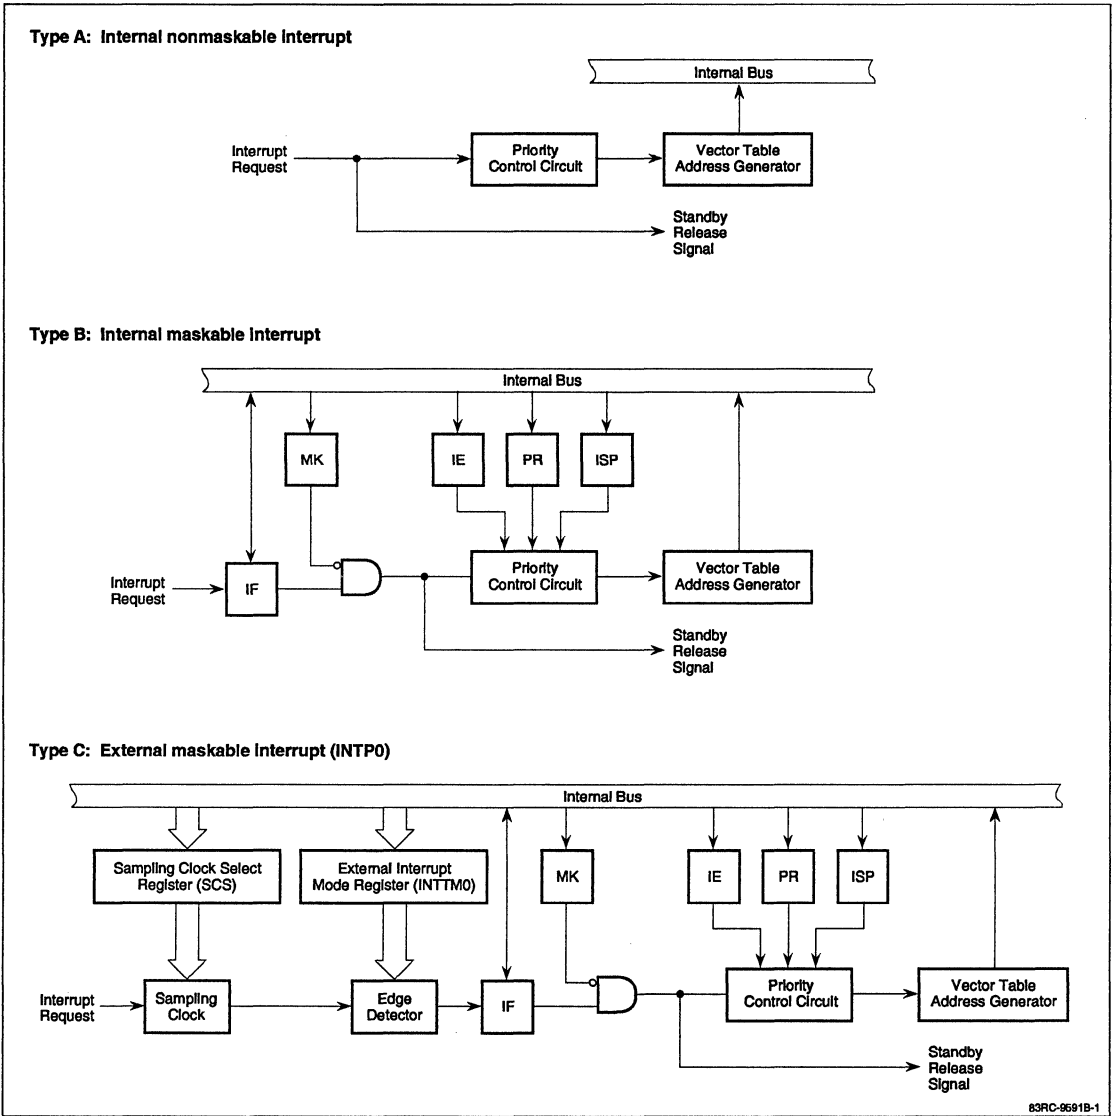 Type A: Internal nonmaskable interrupt
Internal Bus
Interrupt
Request
Priority
Control Circuit
Vector Table
Address Generator
Standby
Release
Signal
Type B: Internal maskable interrupt
Internal Bus
MK
IE
PR
ISP
Interrupt
Request
IF
Priority
Control Circuit
Vector Table
Address Generator
Standby
Release
Signal
Type C: External maskable interrupt (INTP0)
Internal Bus
Sampling Clock Select
Register (SCS)
External Interrupt
Mode Register (INTTM0)
MK
IE
PR
ISP
Interrupt
Request
Sampling
Clock
Edge
Detector
IF
Priority
Control Circuit
Vector Table
Address Generator
Standby
Release
Signal
83RC-9591B-1